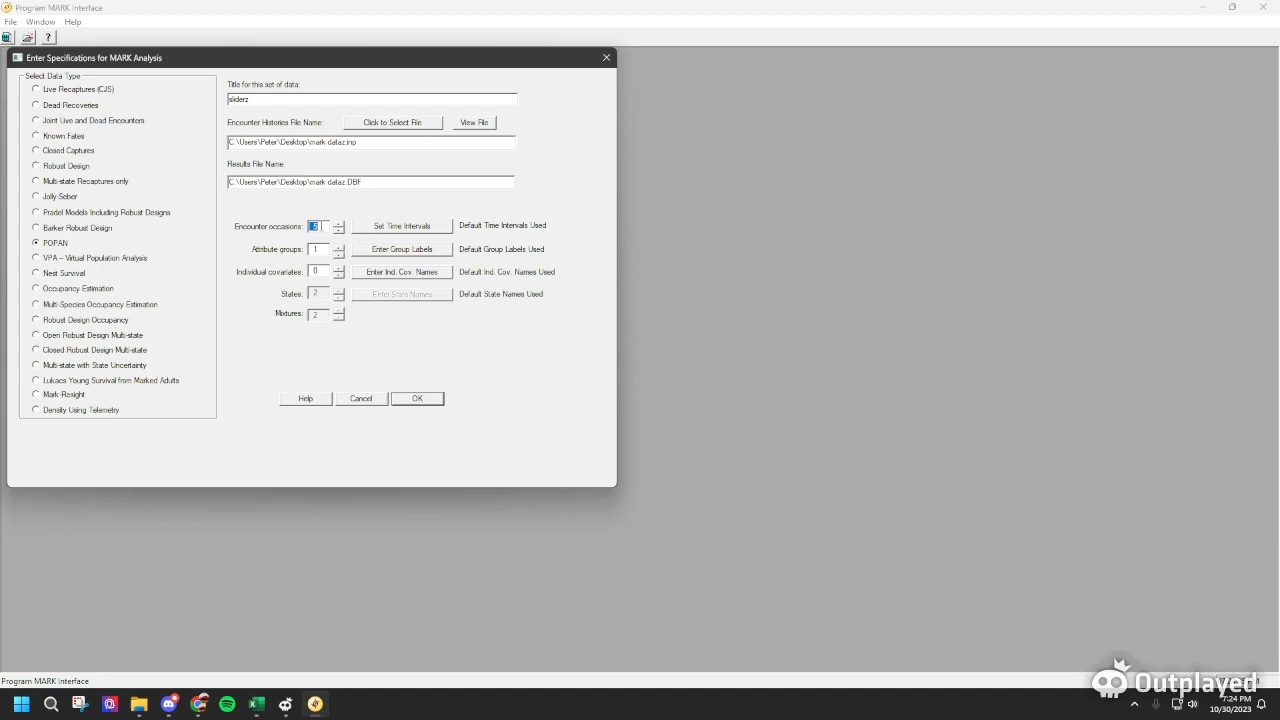 Program MARK Interface
File Window Help
Enter Specifications for MARK Analysis
Select Data Type
Live Recaptures (CJS)
Dead Recoveries
Joint Live and Dead Encounters
Known Fates
Closed Captures
Robust Design
Multi-state Recaptures only
Jolly-Seber
Pradel Models Including Robust Designs
Barker Robust Design
POPAN
VPA – Virtual Population Analysis
Nest Survival
Occupancy Estimation
Multi-Species Occupancy Estimation
Robust Design Occupancy
Open Robust Design Multi-state
Closed Robust Design Multi-state
Multi-state with State Uncertainty
Lukacs Young Survival from Marked Adults
Mark-Resight
Density Using Telemetry
Title for this set of data:
sliderz
Encounter Histories File Name: Click to Select File View File
C:\Users\Peter\Desktop\mark dataz.inp
Results File Name:
C:\Users\Peter\Desktop\mark dataz.DBF
Encounter occasions: 5 Set Time Intervals Default Time Intervals Used
Attribute groups: 1 Enter Group Labels Default Group Labels Used
Individual covariates: 0 Enter Ind. Cov. Names Default Ind. Cov. Names Used
States: 2 Enter State Names Default State Names Used
Mixtures: 2
Help Cancel OK
Program MARK Interface
Outplayed
7:24 PM
10/30/2023